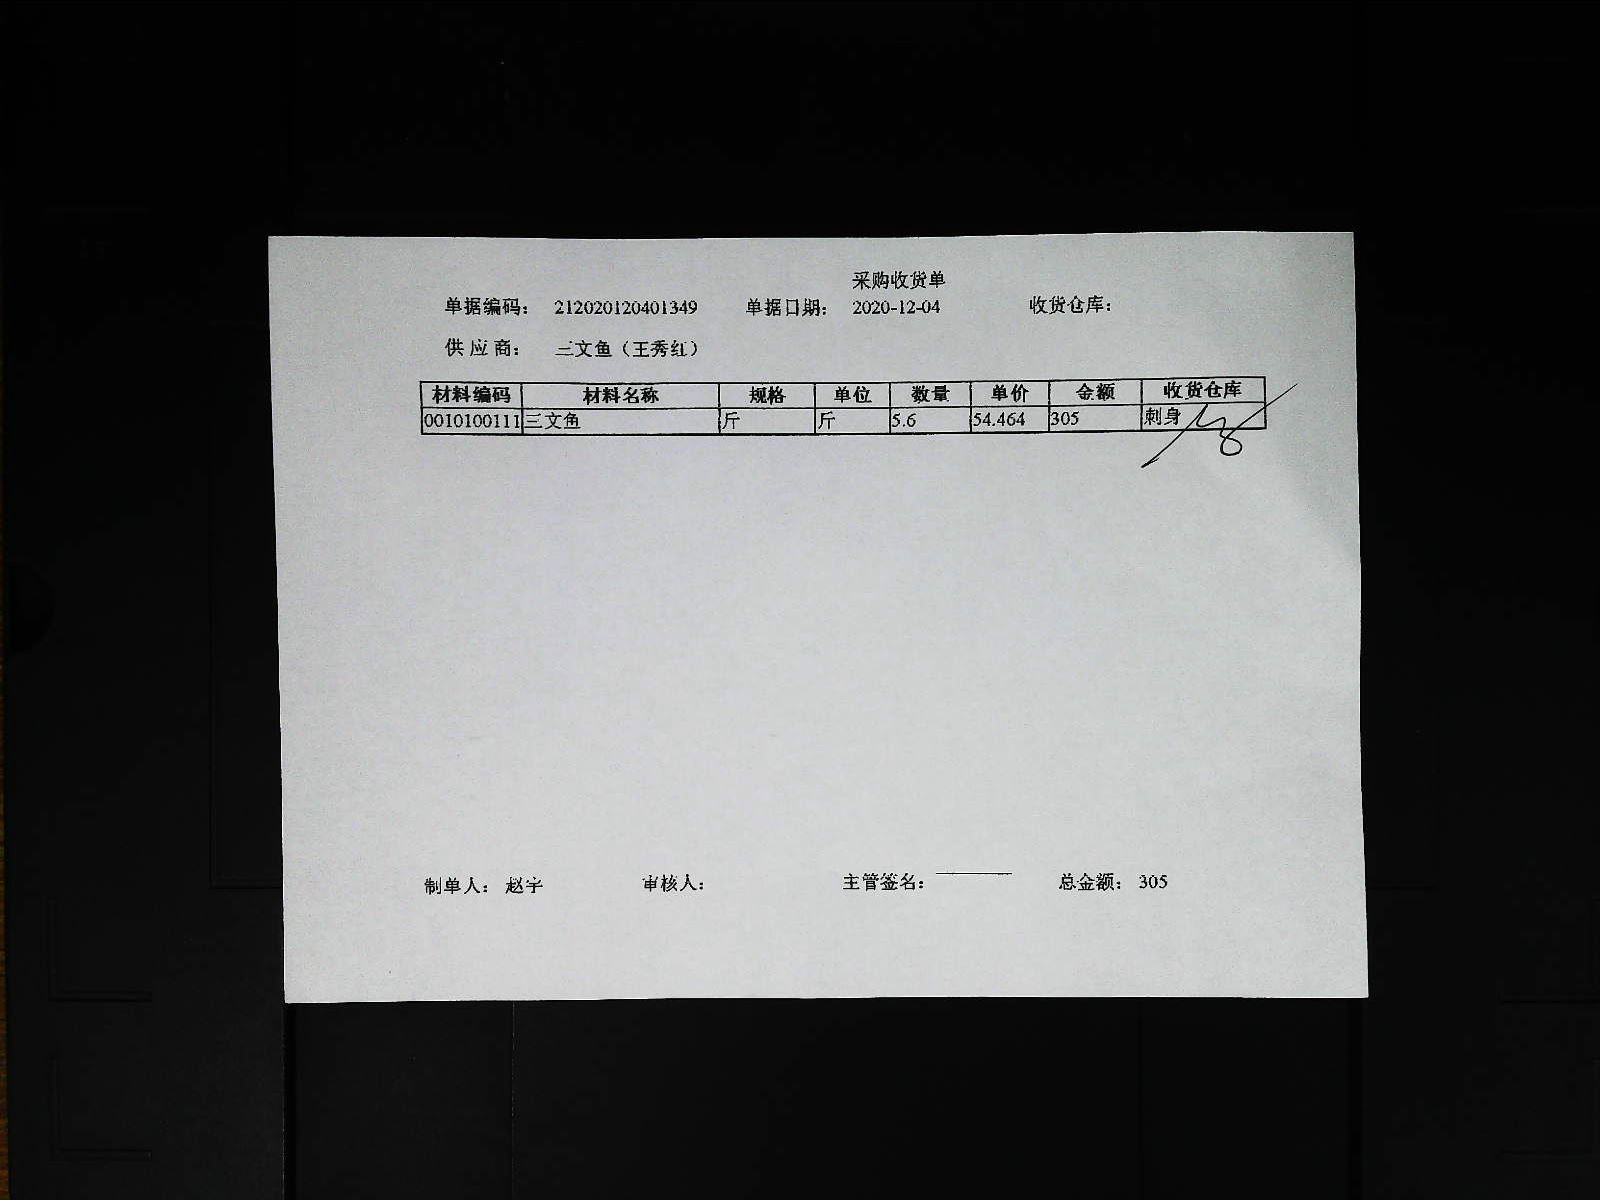 采购收货单
单据编码： 212020120401349 单据日期： 2020-12-04 收货仓库：
供应商： 三文鱼（王秀红）
材料编码 材料名称 规格 单位 数量 单价 金额 收货仓库
0010100111 三文鱼 斤 斤 5.6 54.464 305 刺身
制单人： 赵宇 审核人： 主管签名： 总金额： 305